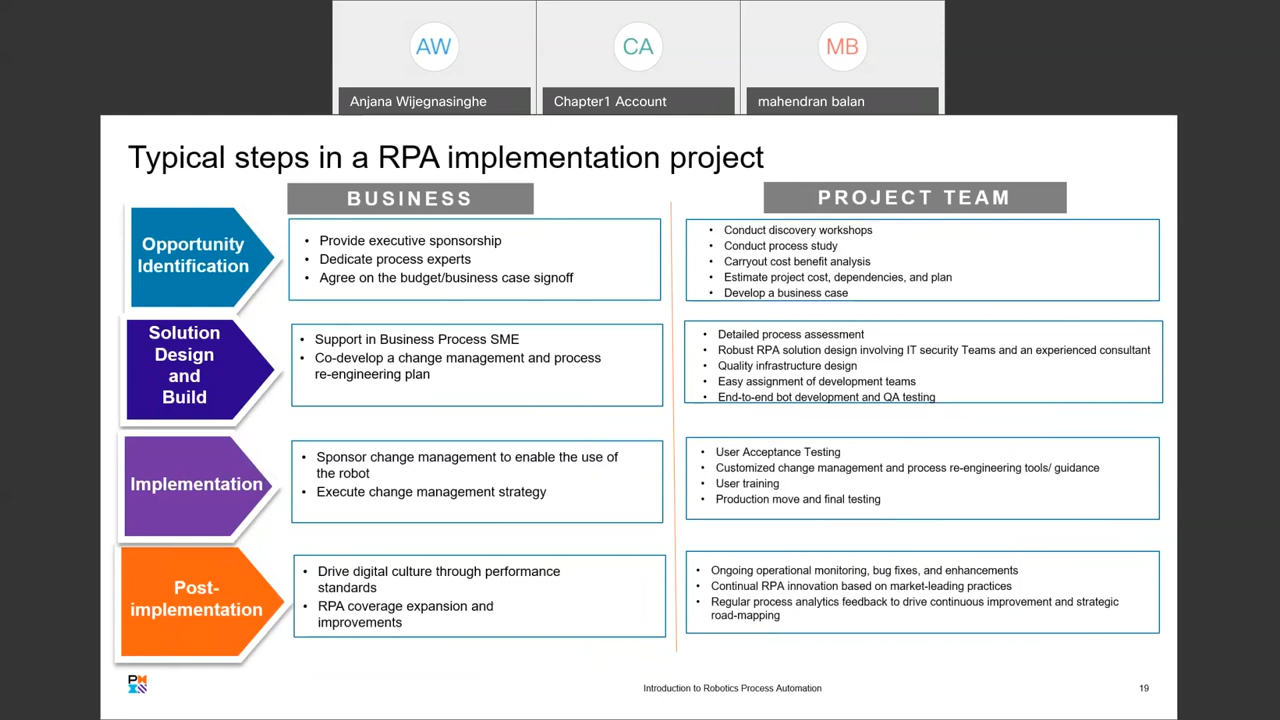 AW
CA
MB
Anjana Wijegnasinghe
Chapter1 Account
mahendran balan
Typical steps in a RPA implementation project
BUSINESS
PROJECT TEAM
Opportunity
Identification
• Provide executive sponsorship
• Dedicate process experts
• Agree on the budget/business case signoff
• Conduct discovery workshops
• Conduct process study
• Carryout cost benefit analysis
• Estimate project cost, dependencies, and plan
• Develop a business case
Solution
Design
and
Build
• Support in Business Process SME
• Co-develop a change management and process
re-engineering plan
• Detailed process assessment
• Robust RPA solution design involving IT security Teams and an experienced consultant
• Quality infrastructure design
• Easy assignment of development teams
• End-to-end bot development and QA testing
Implementation
• Sponsor change management to enable the use of
the robot
• Execute change management strategy
• User Acceptance Testing
• Customized change management and process re-engineering tools/ guidance
• User training
• Production move and final testing
Post-
implementation
• Drive digital culture through performance
standards
• RPA coverage expansion and
improvements
• Ongoing operational monitoring, bug fixes, and enhancements
• Continual RPA innovation based on market-leading practices
• Regular process analytics feedback to drive continuous improvement and strategic
road-mapping
Introduction to Robotics Process Automation
19